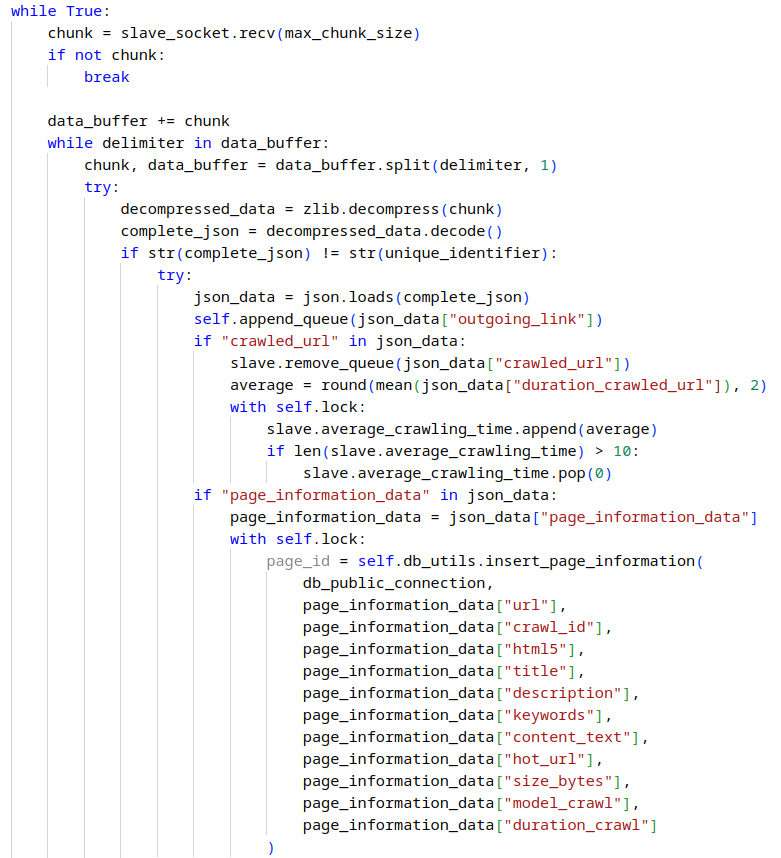 while True:
    chunk = slave_socket.recv(max_chunk_size)
    if not chunk:
        break

    data_buffer += chunk
    while delimiter in data_buffer:
        chunk, data_buffer = data_buffer.split(delimiter, 1)
        try:
            decompressed_data = zlib.decompress(chunk)
            complete_json = decompressed_data.decode()
            if str(complete_json) != str(unique_identifier):
                try:
                    json_data = json.loads(complete_json)
                    self.append_queue(json_data["outgoing_link"])
                    if "crawled_url" in json_data:
                        slave.remove_queue(json_data["crawled_url"])
                        average = round(mean(json_data["duration_crawled_url"]), 2)
                        with self.lock:
                            slave.average_crawling_time.append(average)
                            if len(slave.average_crawling_time) > 10:
                                slave.average_crawling_time.pop(0)
                    if "page_information_data" in json_data:
                        page_information_data = json_data["page_information_data"]
                        with self.lock:
                            page_id = self.db_utils.insert_page_information(
                                db_public_connection,
                                page_information_data["url"],
                                page_information_data["crawl_id"],
                                page_information_data["html5"],
                                page_information_data["title"],
                                page_information_data["description"],
                                page_information_data["keywords"],
                                page_information_data["content_text"],
                                page_information_data["hot_url"],
                                page_information_data["size_bytes"],
                                page_information_data["model_crawl"],
                                page_information_data["duration_crawl"]
                            )